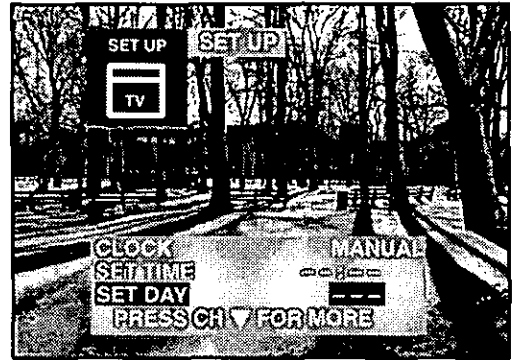 SET UP SET UP
TV
CLOCK MANUAL
SET TIME --:--
SET DAY ---
PRESS CH ▽ FOR MORE